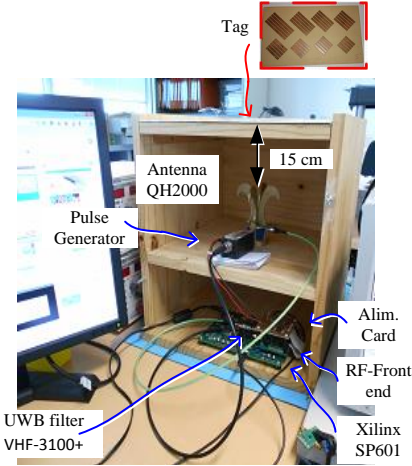 Tag
15 cm
Antenna
QH2000
Pulse
Generator
Alim.
Card
RF-Front
end
UWB filter
VHF-3100+
Xilinx
SP601